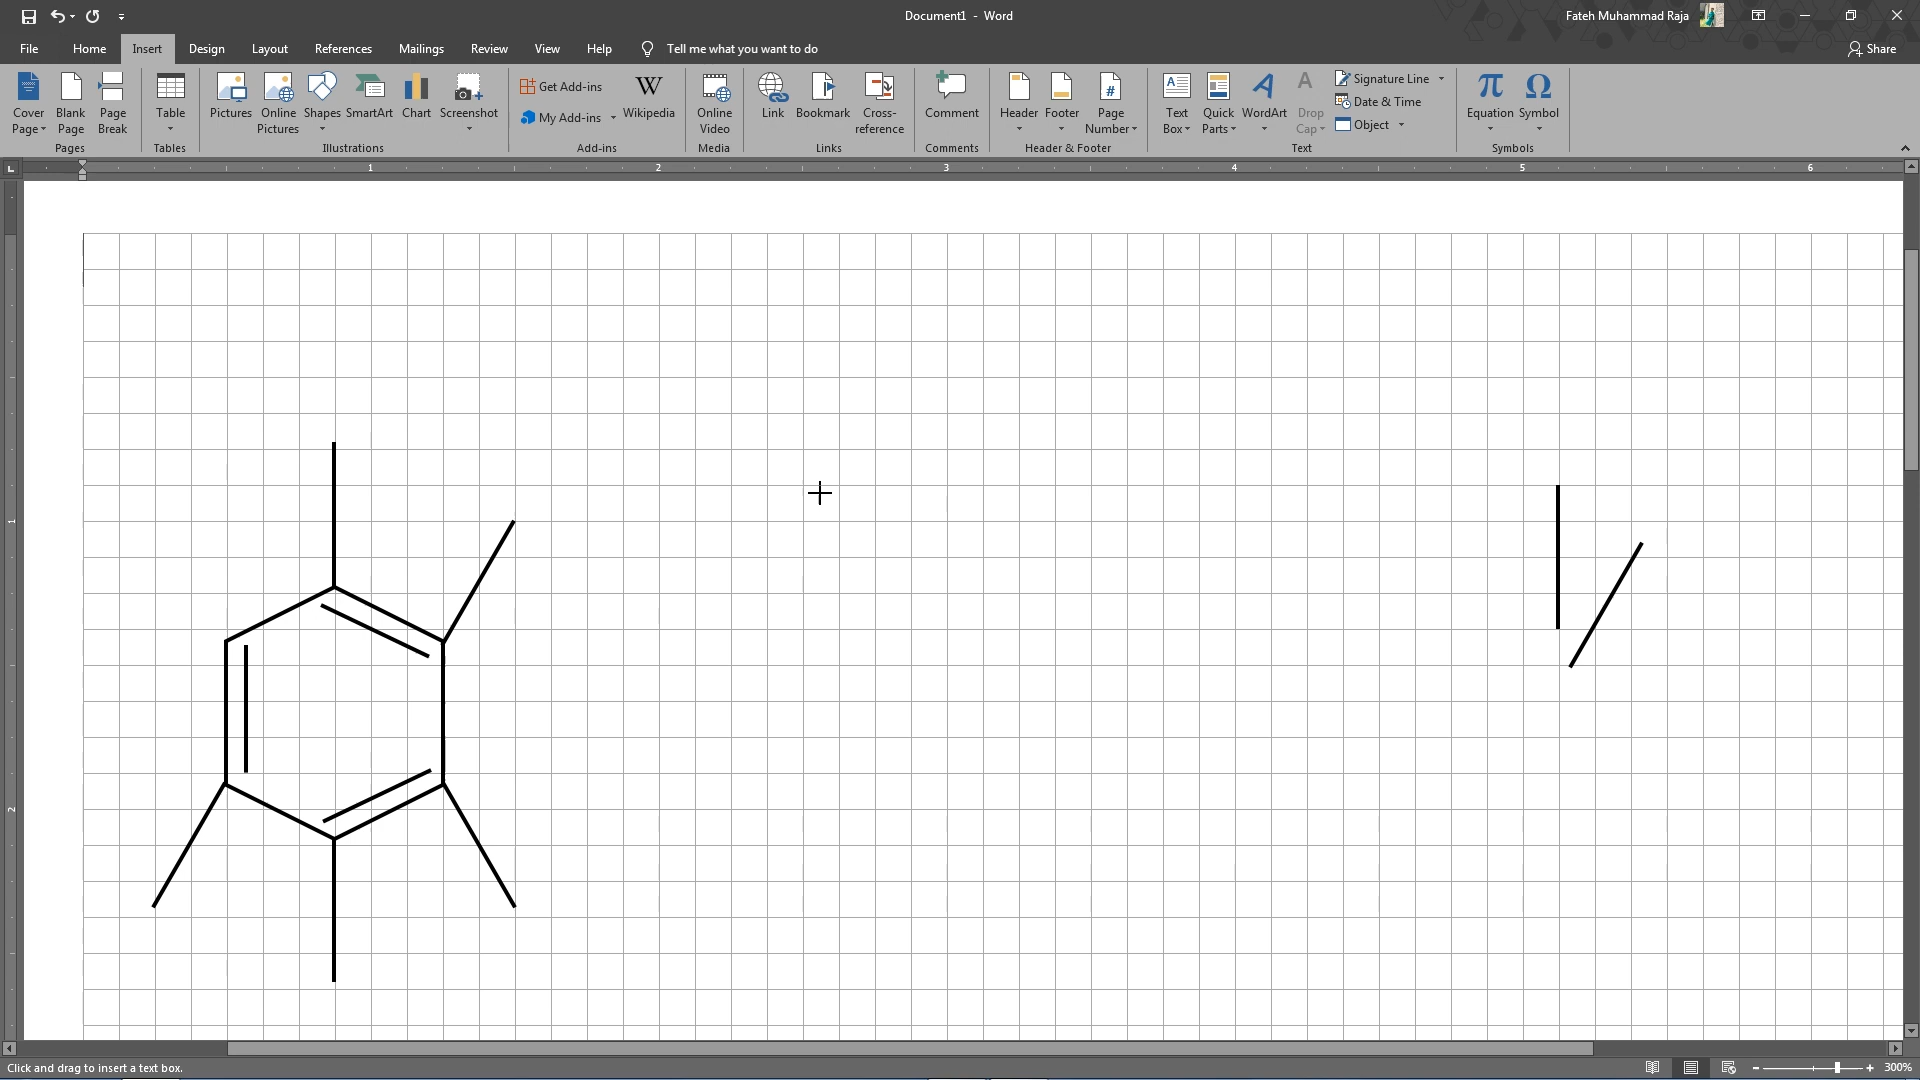 Document1 - Word
Fateh Muhammad Raja
File Home Insert Design Layout References Mailings Review View Help Tell me what you want to do Share
Cover Page
Blank Page
Page Break
Pages
Table
Tables
Pictures
Online Pictures
Shapes
SmartArt
Chart
Screenshot
Illustrations
Get Add-ins
My Add-ins
Wikipedia
Add-ins
Online Video
Media
Link
Bookmark
Cross-reference
Links
Comment
Comments
Header
Footer
Page Number
Header & Footer
Text Box
Quick Parts
WordArt
Drop Cap
Signature Line
Date & Time
Object
Text
Equation
Symbol
Symbols
1 2 3 4 5 6
1
2
Click and drag to insert a text box.
300%